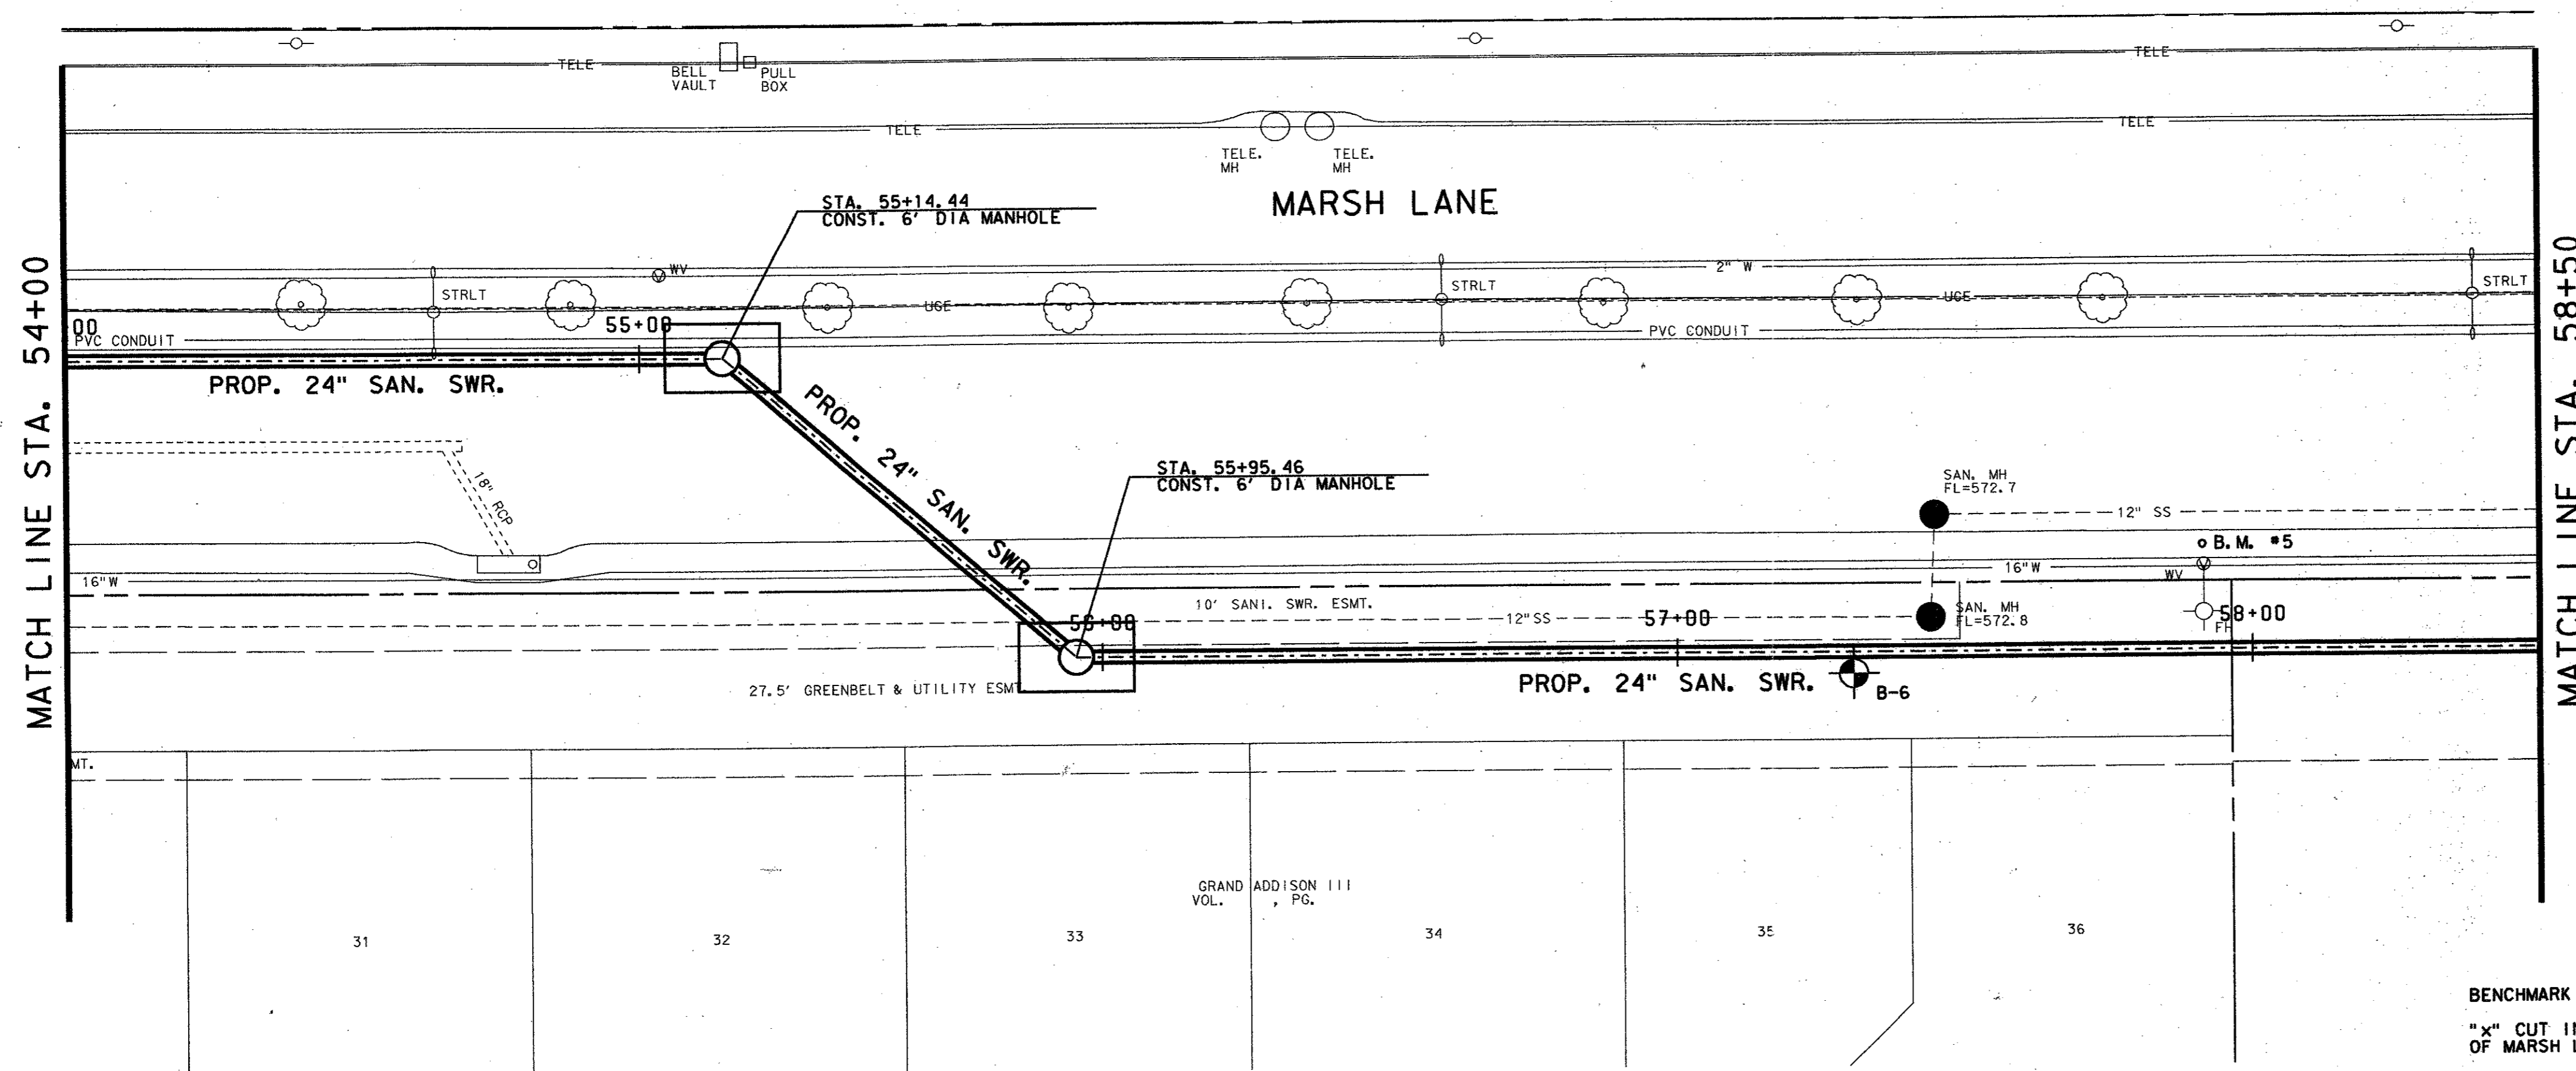 TELE
TELE
BELL
VAULT
PULL
BOX
TELE
TELE
TELE.
MH
TELE.
MH
MARSH LANE
STA. 55+14.44
CONST. 6' DIA MANHOLE
MATCH LINE STA. 54+00
MATCH LINE STA. 58+50
WV
2" W
STRLT
STRLT
STRLT
UGE
UGE
00
55+00
PVC CONDUIT
PVC CONDUIT
PROP. 24" SAN. SWR.
PROP. 24" SAN. SWR.
18" RCP
STA. 55+95.46
CONST. 6' DIA MANHOLE
SAN. MH
FL=572.7
12" SS
B.M. #5
16"W
16"W
WV
10' SANI. SWR. ESMT.
56+00
12"SS
57+00
SAN. MH
FL=572.8
FH
58+00
27.5' GREENBELT & UTILITY ESMT
PROP. 24" SAN. SWR.
B-6
MT.
GRAND ADDISON III
VOL. , PG.
31
32
33
34
35
36
BENCHMARK
"x" CUT IN
OF MARSH L